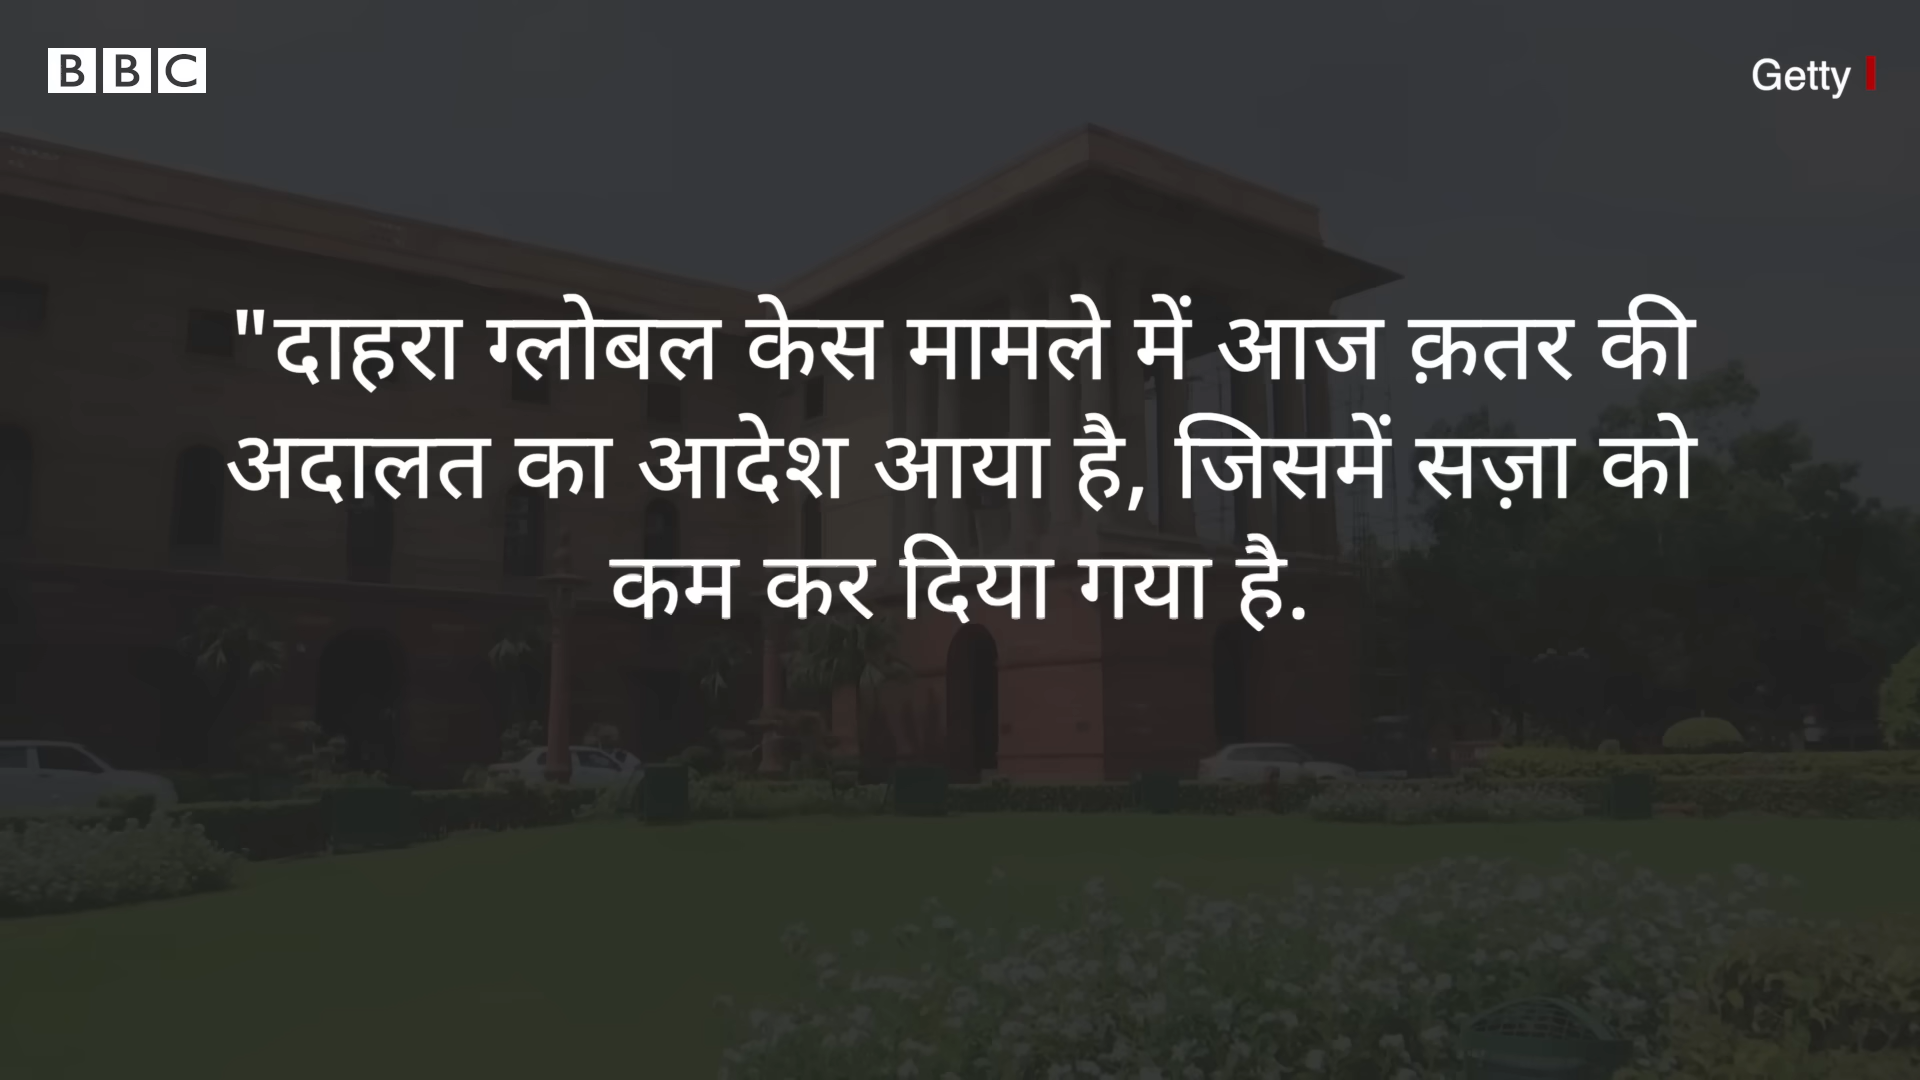 BBC
Getty
"दाहरा ग्लोबल केस मामले में आज क़तर की
अदालत का आदेश आया है, जिसमें सज़ा को
कम कर दिया गया है.